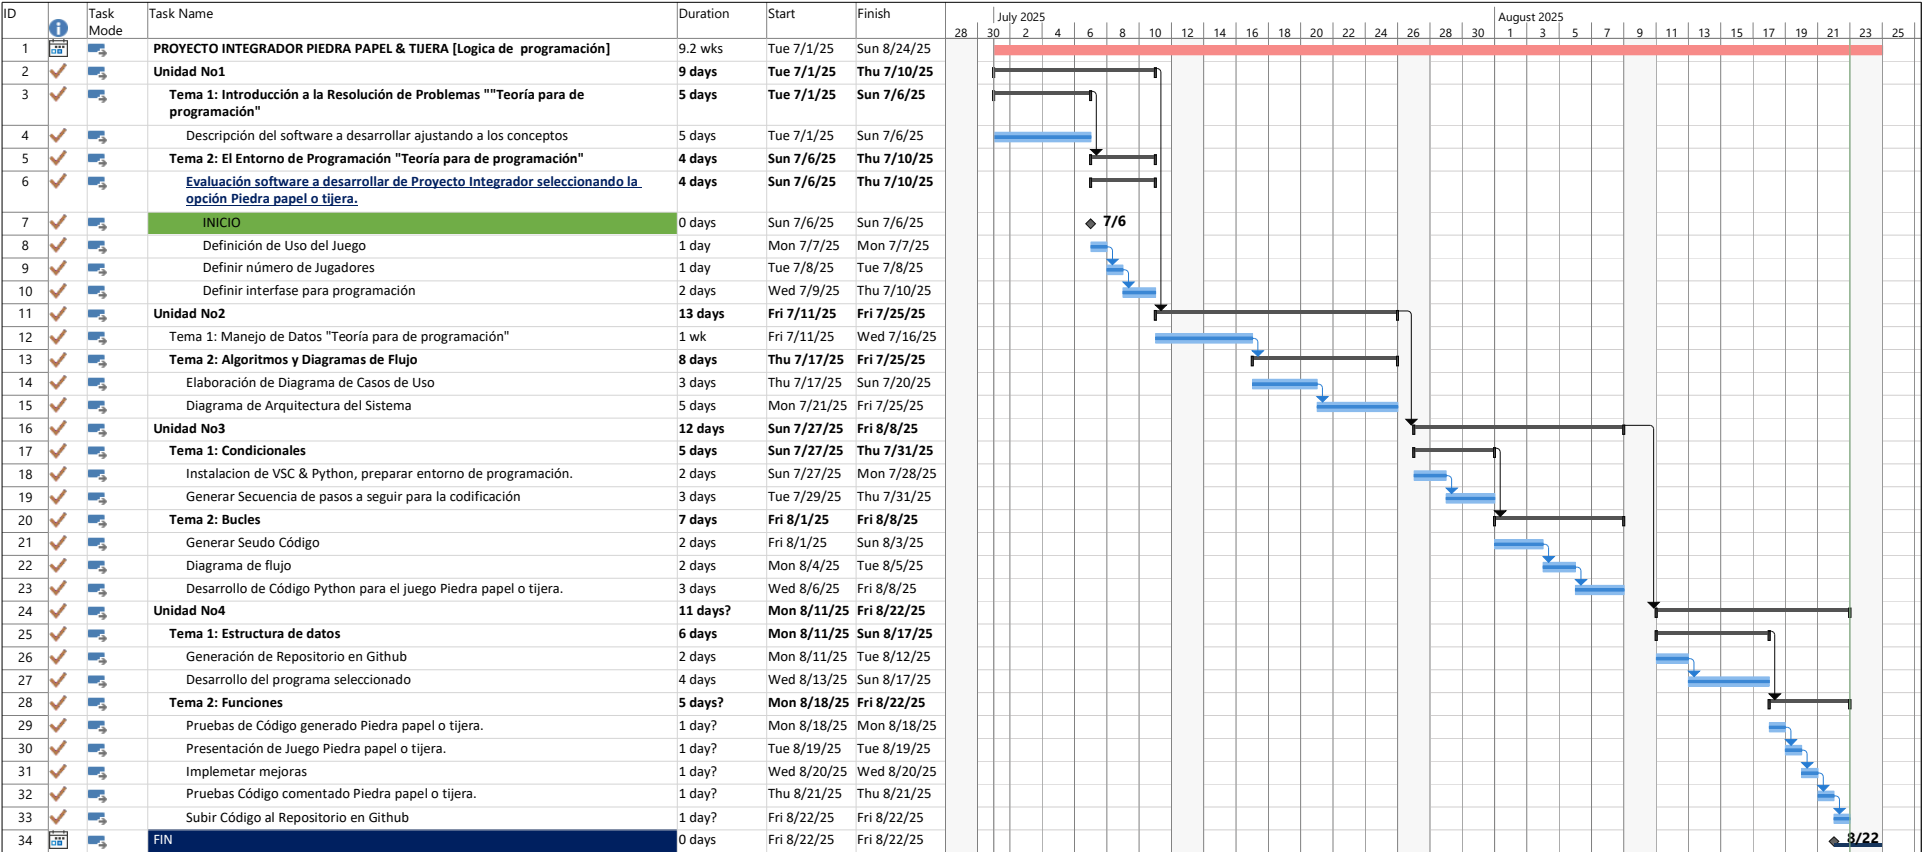 ID Task Mode Task Name Duration Start Finish
July 2025 August 2025
28 30 2 4 6 8 10 12 14 16 18 20 22 24 26 28 30 1 3 5 7 9 11 13 15 17 19 21 23 25
1 PROYECTO INTEGRADOR PIEDRA PAPEL & TIJERA [Logica de programación] 9.2 wks Tue 7/1/25 Sun 8/24/25
2 Unidad No1 9 days Tue 7/1/25 Thu 7/10/25
3 Tema 1: Introducción a la Resolución de Problemas ""Teoría para de 5 days Tue 7/1/25 Sun 7/6/25
programación"
4 Descripción del software a desarrollar ajustando a los conceptos 5 days Tue 7/1/25 Sun 7/6/25
5 Tema 2: El Entorno de Programación "Teoría para de programación" 4 days Sun 7/6/25 Thu 7/10/25
6 Evaluación software a desarrollar de Proyecto Integrador seleccionando la 4 days Sun 7/6/25 Thu 7/10/25
opción Piedra papel o tijera.
7 INICIO 0 days Sun 7/6/25 Sun 7/6/25 7/6
8 Definición de Uso del Juego 1 day Mon 7/7/25 Mon 7/7/25
9 Definir número de Jugadores 1 day Tue 7/8/25 Tue 7/8/25
10 Definir interfase para programación 2 days Wed 7/9/25 Thu 7/10/25
11 Unidad No2 13 days Fri 7/11/25 Fri 7/25/25
12 Tema 1: Manejo de Datos "Teoría para de programación" 1 wk Fri 7/11/25 Wed 7/16/25
13 Tema 2: Algoritmos y Diagramas de Flujo 8 days Thu 7/17/25 Fri 7/25/25
14 Elaboración de Diagrama de Casos de Uso 3 days Thu 7/17/25 Sun 7/20/25
15 Diagrama de Arquitectura del Sistema 5 days Mon 7/21/25 Fri 7/25/25
16 Unidad No3 12 days Sun 7/27/25 Fri 8/8/25
17 Tema 1: Condicionales 5 days Sun 7/27/25 Thu 7/31/25
18 Instalacion de VSC & Python, preparar entorno de programación. 2 days Sun 7/27/25 Mon 7/28/25
19 Generar Secuencia de pasos a seguir para la codificación 3 days Tue 7/29/25 Thu 7/31/25
20 Tema 2: Bucles 7 days Fri 8/1/25 Fri 8/8/25
21 Generar Seudo Código 2 days Fri 8/1/25 Sun 8/3/25
22 Diagrama de flujo 2 days Mon 8/4/25 Tue 8/5/25
23 Desarrollo de Código Python para el juego Piedra papel o tijera. 3 days Wed 8/6/25 Fri 8/8/25
24 Unidad No4 11 days? Mon 8/11/25 Fri 8/22/25
25 Tema 1: Estructura de datos 6 days Mon 8/11/25 Sun 8/17/25
26 Generación de Repositorio en Github 2 days Mon 8/11/25 Tue 8/12/25
27 Desarrollo del programa seleccionado 4 days Wed 8/13/25 Sun 8/17/25
28 Tema 2: Funciones 5 days? Mon 8/18/25 Fri 8/22/25
29 Pruebas de Código generado Piedra papel o tijera. 1 day? Mon 8/18/25 Mon 8/18/25
30 Presentación de Juego Piedra papel o tijera. 1 day? Tue 8/19/25 Tue 8/19/25
31 Implemetar mejoras 1 day? Wed 8/20/25 Wed 8/20/25
32 Pruebas Código comentado Piedra papel o tijera. 1 day? Thu 8/21/25 Thu 8/21/25
33 Subir Código al Repositorio en Github 1 day? Fri 8/22/25 Fri 8/22/25
34 FIN 0 days Fri 8/22/25 Fri 8/22/25 8/22